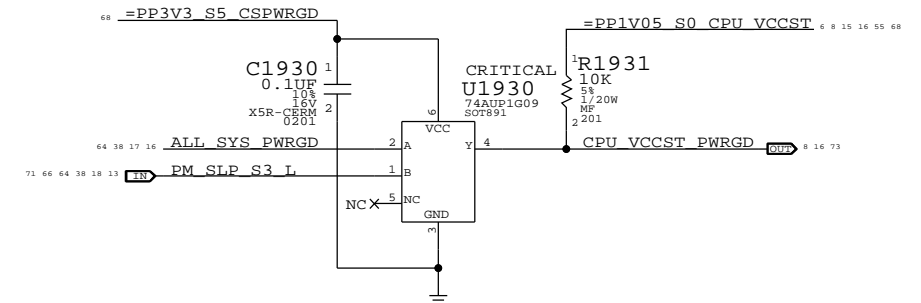 68 =PP3V3_S5_CSPWRGD
=PP1V05_S0_CPU_VCCST 6 8 15 16 55 68
C1930 1
0.1UF
10%
16V
X5R-CERM 2
0201
CRITICAL
U1930
74AUP1G09
SOT891
1 R1931
10K
5%
1/20W
MF
2 201
6
VCC
64 38 17 16 ALL_SYS_PWRGD 2 A
Y 4 CPU_VCCST_PWRGD OUT 8 16 73
71 66 64 38 18 13 IN PM_SLP_S3_L 1 B
NC 5 NC
GND
3